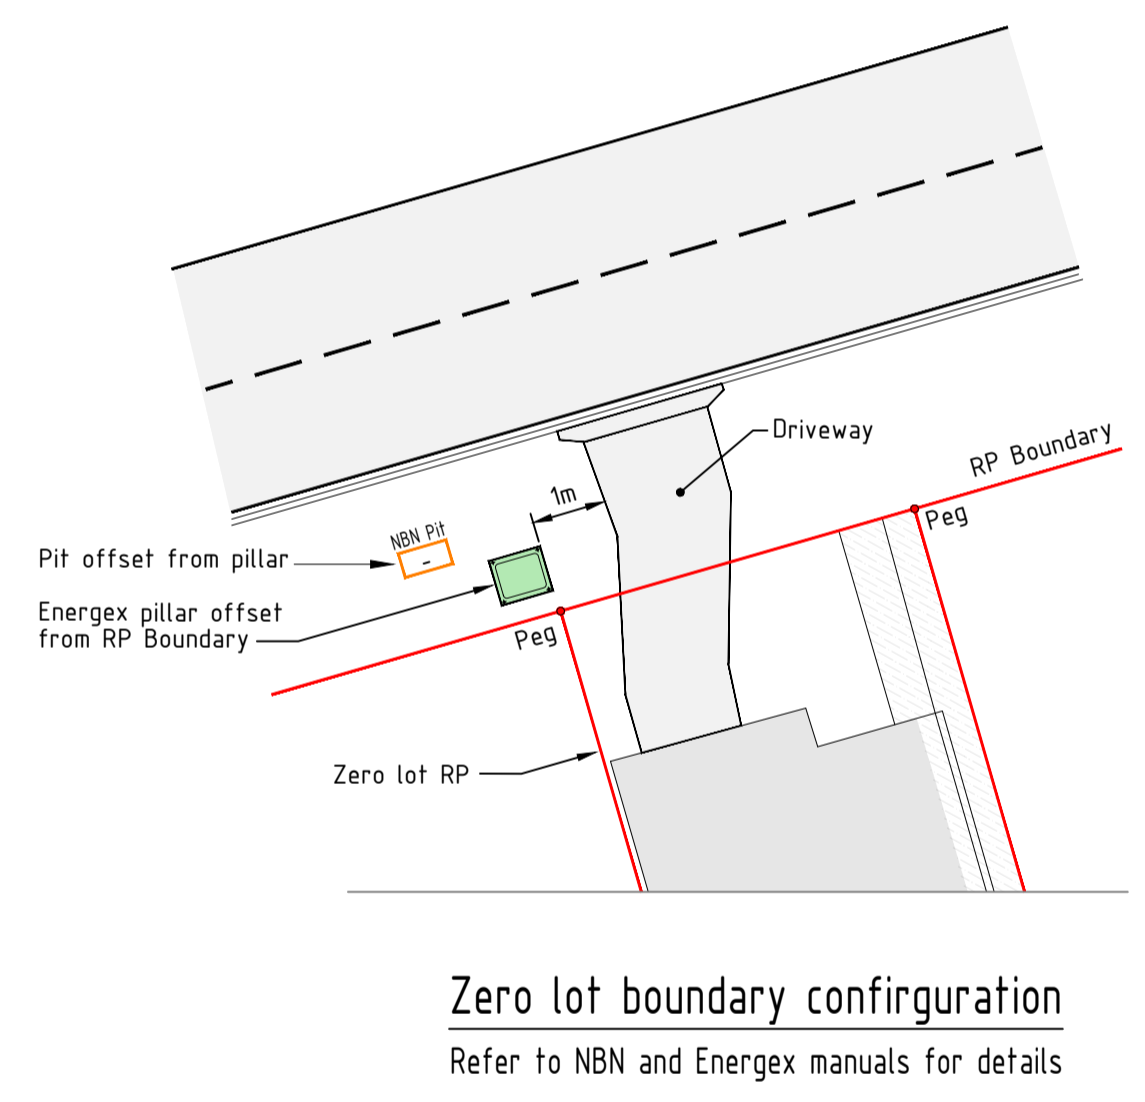 Driveway
RP Boundary
Peg
1m
NBN Pit
-
Pit offset from pillar
Energex pillar offset
from RP Boundary
Peg
Zero lot RP
Zero lot boundary confirguration
Refer to NBN and Energex manuals for details